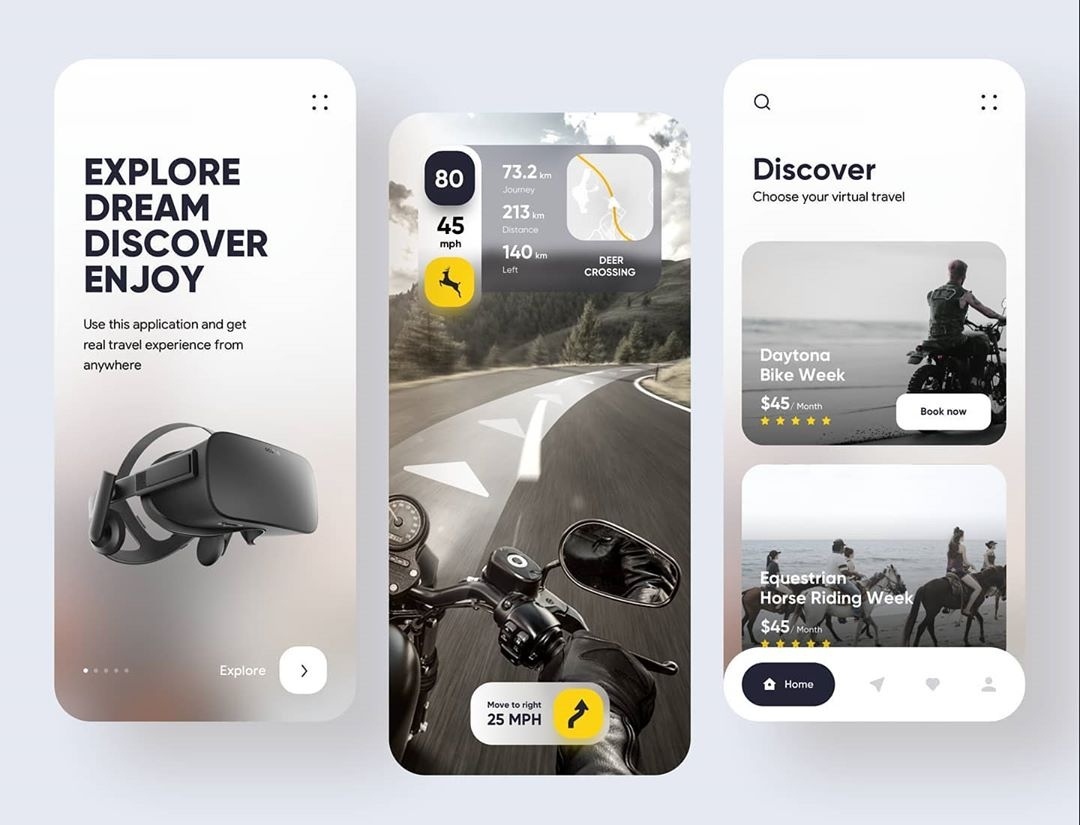 EXPLORE
DREAM
DISCOVER
ENJOY
Use this application and get
real travel experience from
anywhere
Explore
80
45
mph
73.2 km
Journey
213 km
Distance
140 km
Left
DEER
CROSSING
Move to right
25 MPH
Discover
Choose your virtual travel
Daytona
Bike Week
$45/ Month
Book now
Equestrian
Horse Riding Week
$45/ Month
Home